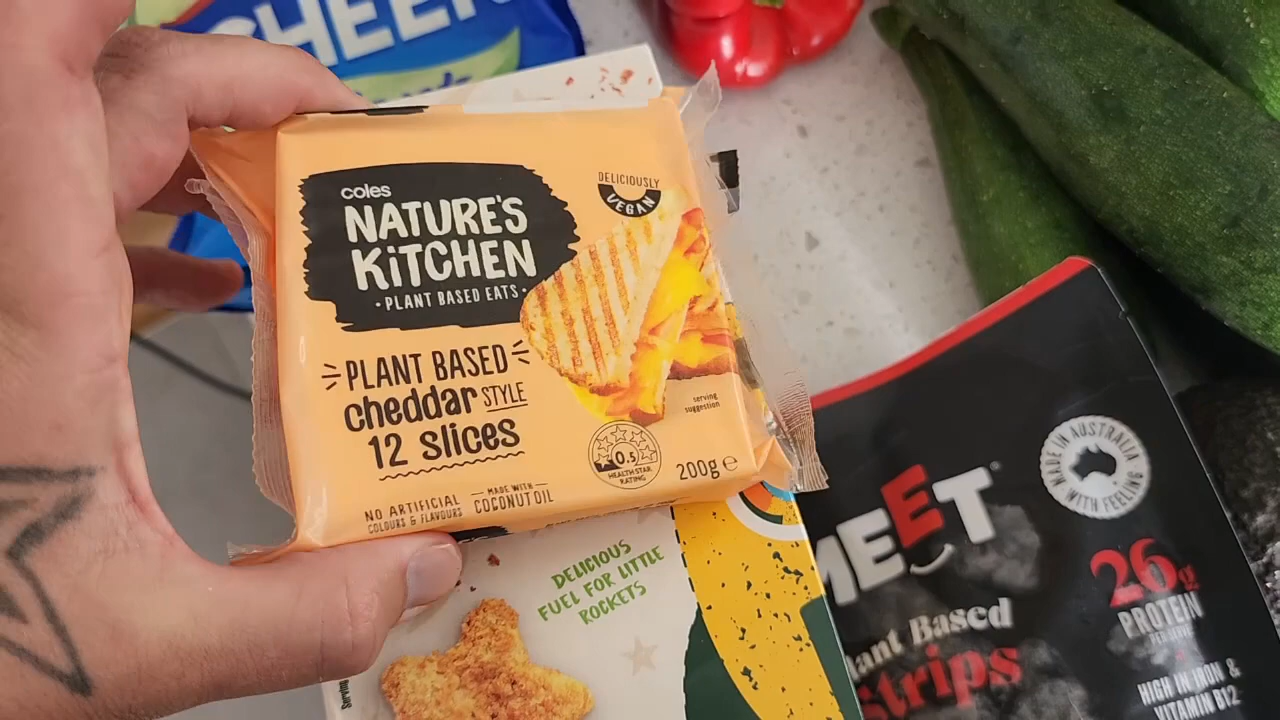 coles
NATURE'S
KiTCHEN
• PLANT BASED EATS •
DELICIOUSLY
VEGAN
PLANT BASED
cheddar STYLE
12 slices
serving
suggestion
0.5
HEALTH STAR
RATING
200g e
NO ARTIFICIAL
COLOURS & FLAVOURS
MADE WITH
COCONUT OIL
DELICIOUS
FUEL FOR LITTLE
ROCKETS
MEET
MADE IN AUSTRALIA
WITH FEELING
26g
PROTEIN
Based
Strips
HIGH IN IRON &
VITAMIN B12